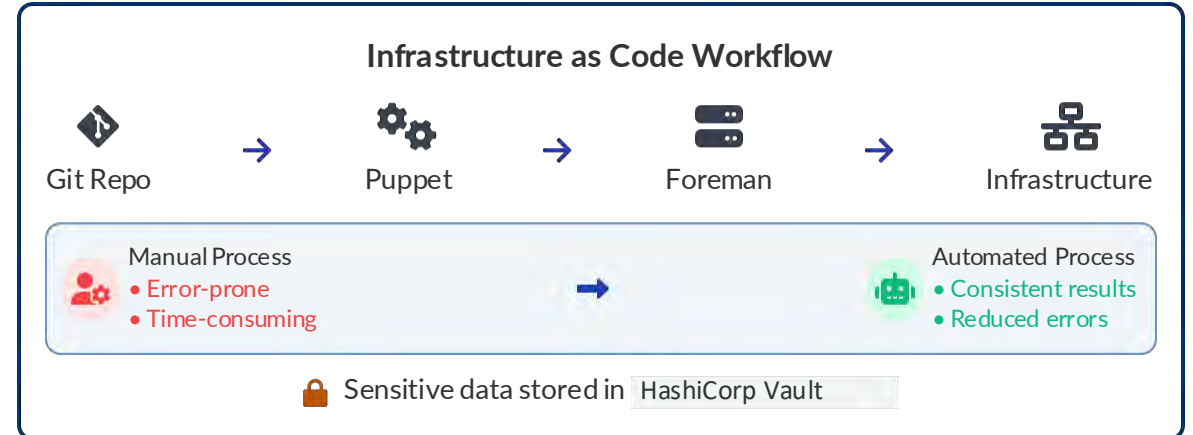 Infrastructure as Code Workflow
Git Repo
Puppet
Foreman
Infrastructure
Manual Process
• Error-prone
• Time-consuming
Automated Process
• Consistent results
• Reduced errors
Sensitive data stored in HashiCorp Vault